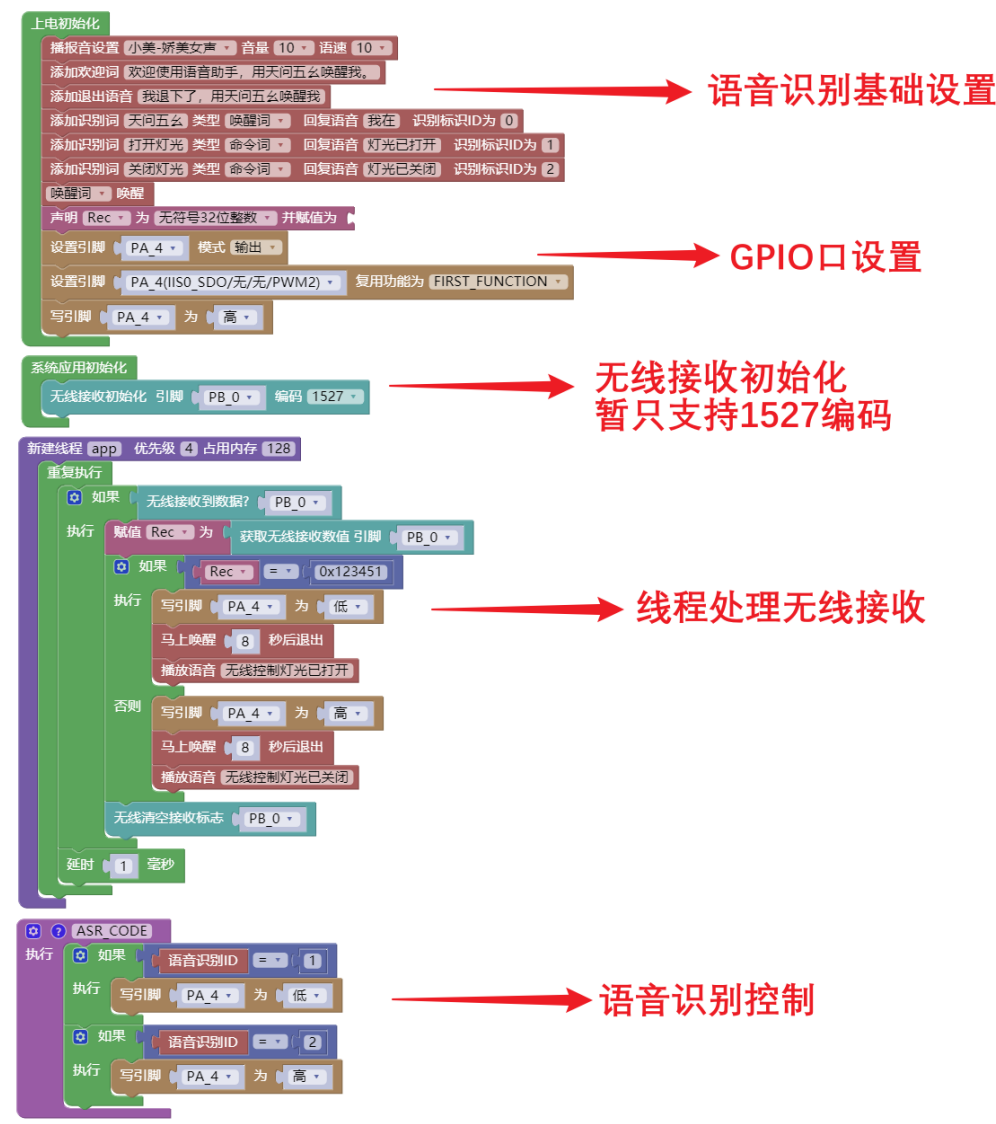 上电初始化
播报音设置 小美-娇美女声 音量 10 语速 10
添加欢迎词 欢迎使用语音助手，用天问五幺唤醒我。
添加退出语音 我退下了，用天问五幺唤醒我
语音识别基础设置
添加识别词 天问五幺 类型 唤醒词 回复语音 我在 识别标识ID为 0
添加识别词 打开灯光 类型 命令词 回复语音 灯光已打开 识别标识ID为 1
添加识别词 关闭灯光 类型 命令词 回复语音 灯光已关闭 识别标识ID为 2
唤醒词 唤醒
声明 Rec 为 无符号32位整数 并赋值为
设置引脚 PA_4 模式 输出
GPIO口设置
设置引脚 PA_4(IIS0_SDO/无/无/PWM2) 复用功能为 FIRST_FUNCTION
写引脚 PA_4 为 高
系统应用初始化
无线接收初始化 引脚 PB_0 编码 1527
无线接收初始化
暂只支持1527编码
新建线程 app 优先级 4 占用内存 128
重复执行
如果 无线接收到数据? PB_0
执行 赋值 Rec 为 获取无线接收数值 引脚 PB_0
如果 Rec = 0x123451
执行 写引脚 PA_4 为 低
线程处理无线接收
马上唤醒 8 秒后退出
播放语音 无线控制灯光已打开
否则 写引脚 PA_4 为 高
马上唤醒 8 秒后退出
播放语音 无线控制灯光已关闭
无线清空接收标志 PB_0
延时 1 毫秒
? ASR_CODE
执行 如果 语音识别ID = 1
执行 写引脚 PA_4 为 低
语音识别控制
如果 语音识别ID = 2
执行 写引脚 PA_4 为 高